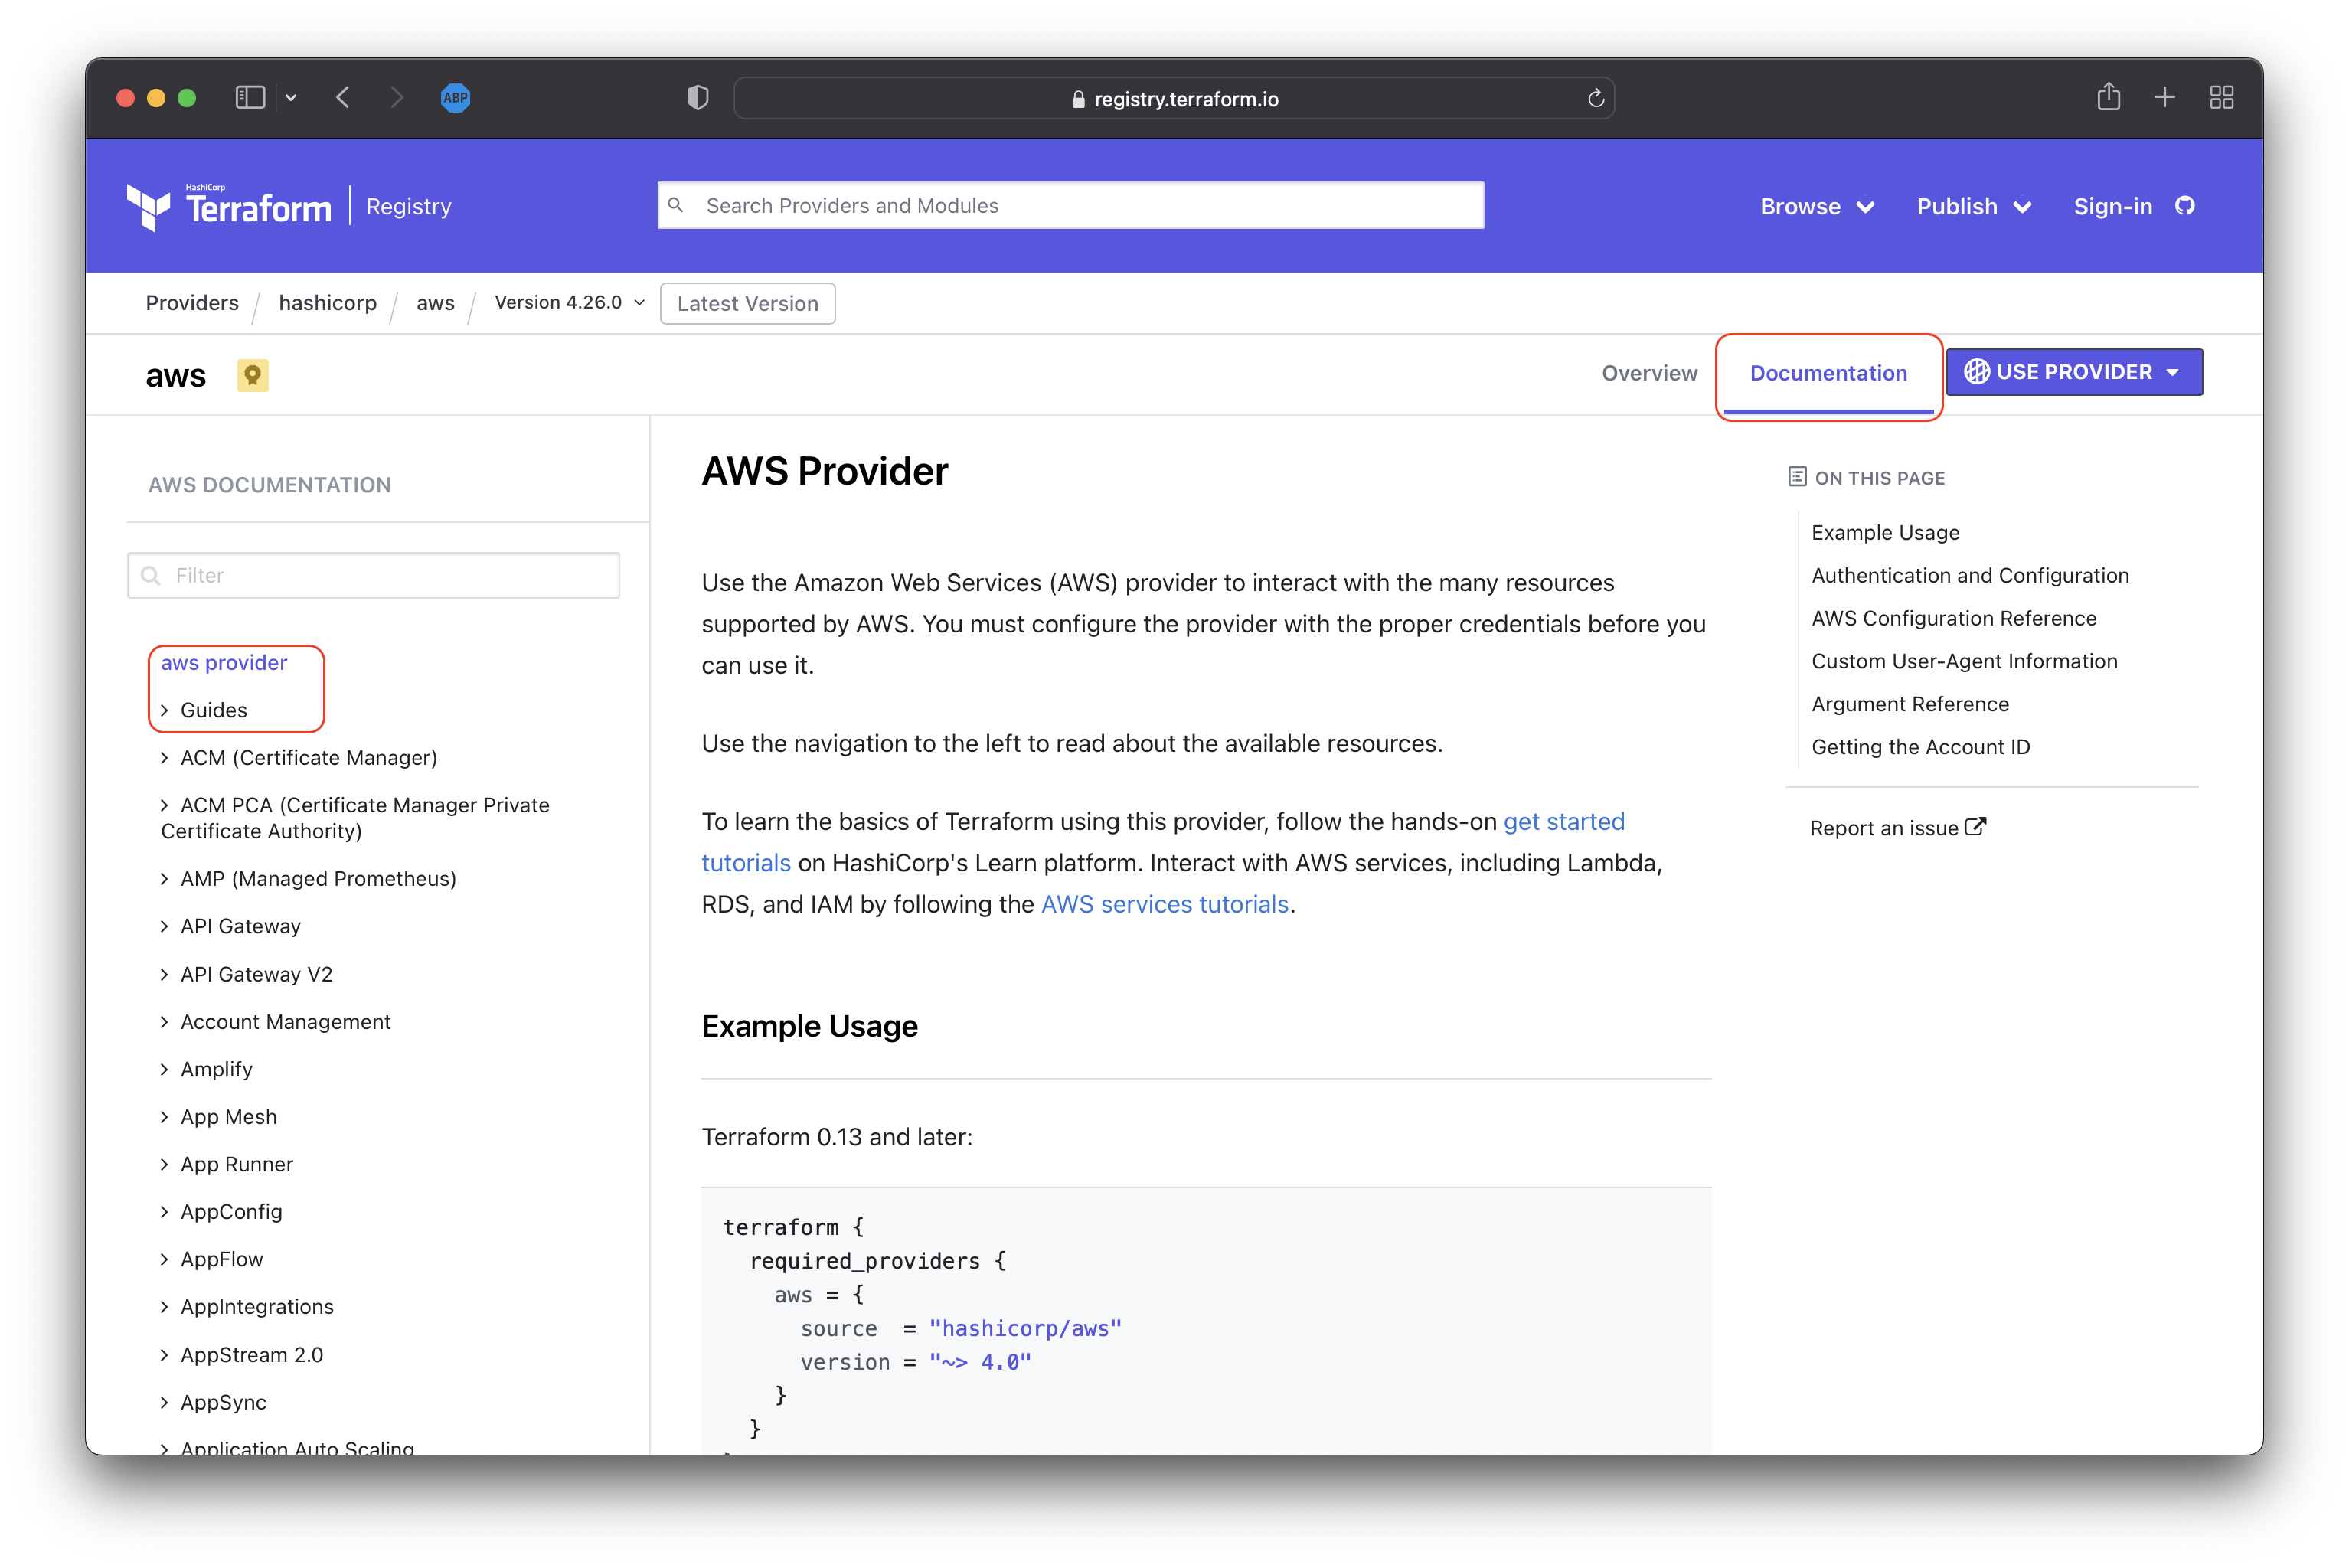 ABP
registry.terraform.io
HashiCorp
Terraform
Registry
Search Providers and Modules
Browse
Publish
Sign-in
Providers / hashicorp / aws / Version 4.26.0
Latest Version
aws
Overview
Documentation
USE PROVIDER
AWS DOCUMENTATION
Filter
aws provider
Guides
ACM (Certificate Manager)
ACM PCA (Certificate Manager Private
Certificate Authority)
AMP (Managed Prometheus)
API Gateway
API Gateway V2
Account Management
Amplify
App Mesh
App Runner
AppConfig
AppFlow
AppIntegrations
AppStream 2.0
AppSync
Application Auto Scaling
AWS Provider
Use the Amazon Web Services (AWS) provider to interact with the many resources
supported by AWS. You must configure the provider with the proper credentials before you
can use it.
Use the navigation to the left to read about the available resources.
To learn the basics of Terraform using this provider, follow the hands-on get started
tutorials on HashiCorp's Learn platform. Interact with AWS services, including Lambda,
RDS, and IAM by following the AWS services tutorials.
Example Usage
Terraform 0.13 and later:
terraform {
  required_providers {
    aws = {
      source  = "hashicorp/aws"
      version = "~> 4.0"
    }
  }
ON THIS PAGE
Example Usage
Authentication and Configuration
AWS Configuration Reference
Custom User-Agent Information
Argument Reference
Getting the Account ID
Report an issue